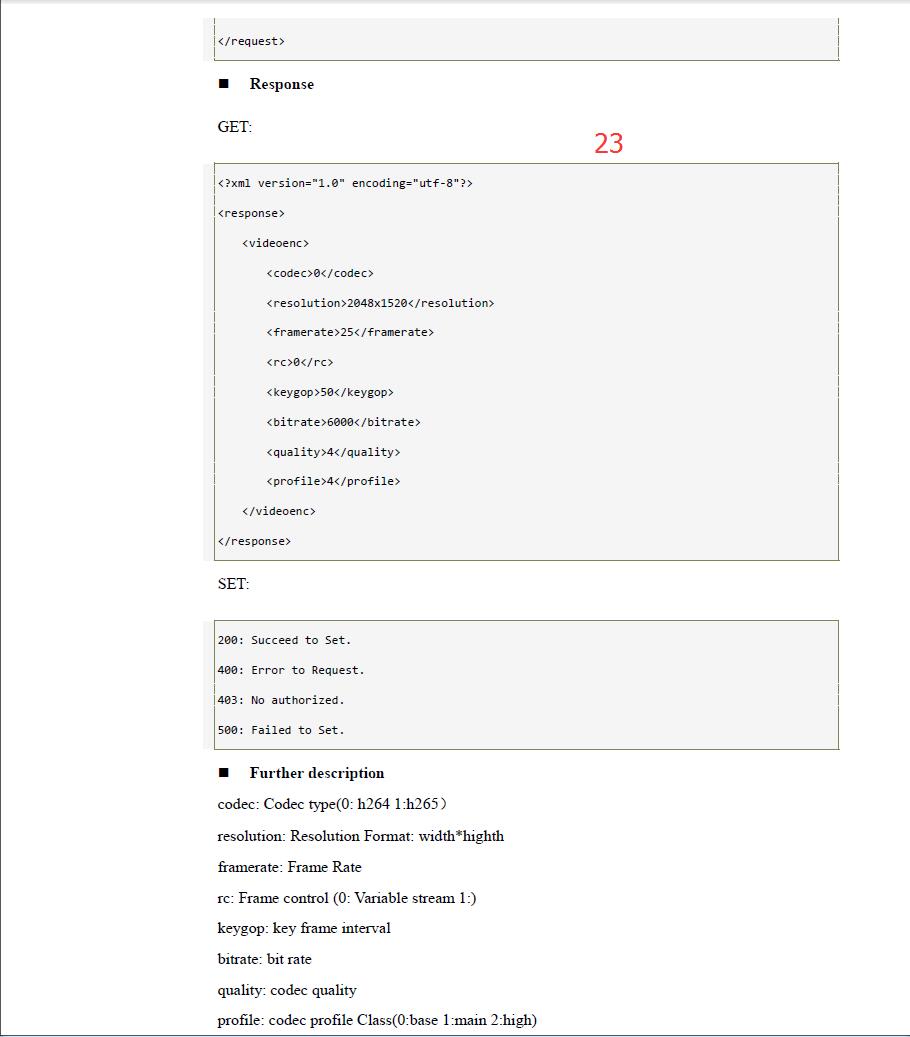 </request>
■ Response
GET:
23
<?xml version="1.0" encoding="utf-8"?>
<response>
<videoenc>
<codec>0</codec>
<resolution>2048x1520</resolution>
<framerate>25</framerate>
<rc>0</rc>
<keygop>50</keygop>
<bitrate>6000</bitrate>
<quality>4</quality>
<profile>4</profile>
</videoenc>
</response>
SET:
200: Succeed to Set.
400: Error to Request.
403: No authorized.
500: Failed to Set.
■ Further description
codec: Codec type(0: h264 1:h265）
resolution: Resolution Format: width*highth
framerate: Frame Rate
rc: Frame control (0: Variable stream 1:)
keygop: key frame interval
bitrate: bit rate
quality: codec quality
profile: codec profile Class(0:base 1:main 2:high)